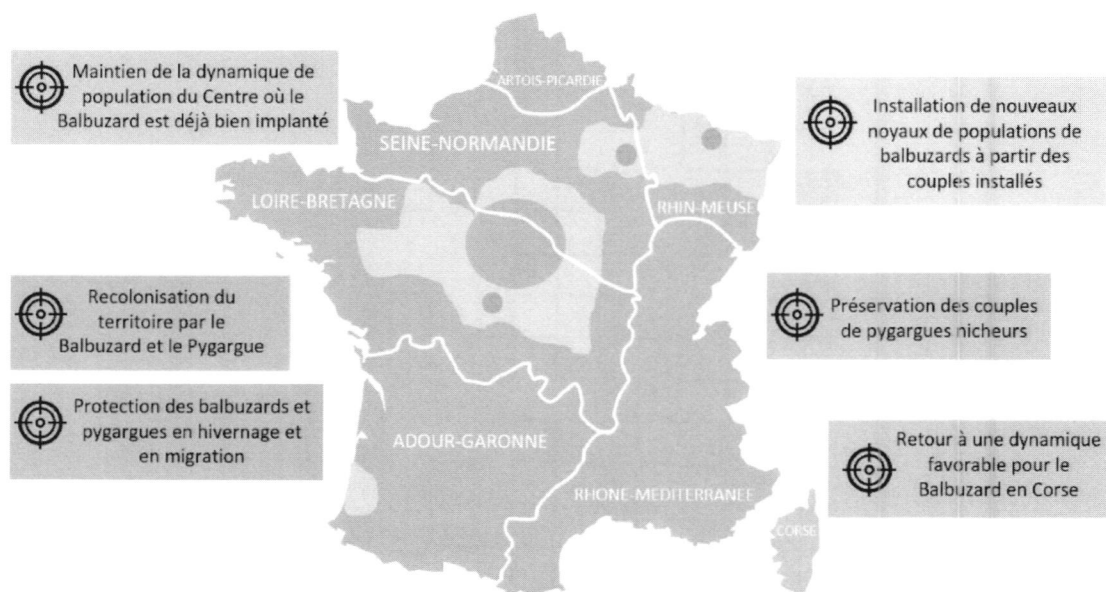 Maintien de la dynamique de
population du Centre où le
Balbuzard est déjà bien implanté
Recolonisation du
territoire par le
Balbuzard et le Pygargue
Protection des balbuzards et
pygargues en hivernage et
en migration
ARTOIS-PICARDIE
SEINE-NORMANDIE
LOIRE-BRETAGNE
RHIN-MEUSE
ADOUR-GARONNE
RHONE-MEDITERRANEE
CORSE
Installation de nouveaux
noyaux de populations de
balbuzards à partir des
couples installés
Préservation des couples
de pygargues nicheurs
Retour à une dynamique
favorable pour le
Balbuzard en Corse